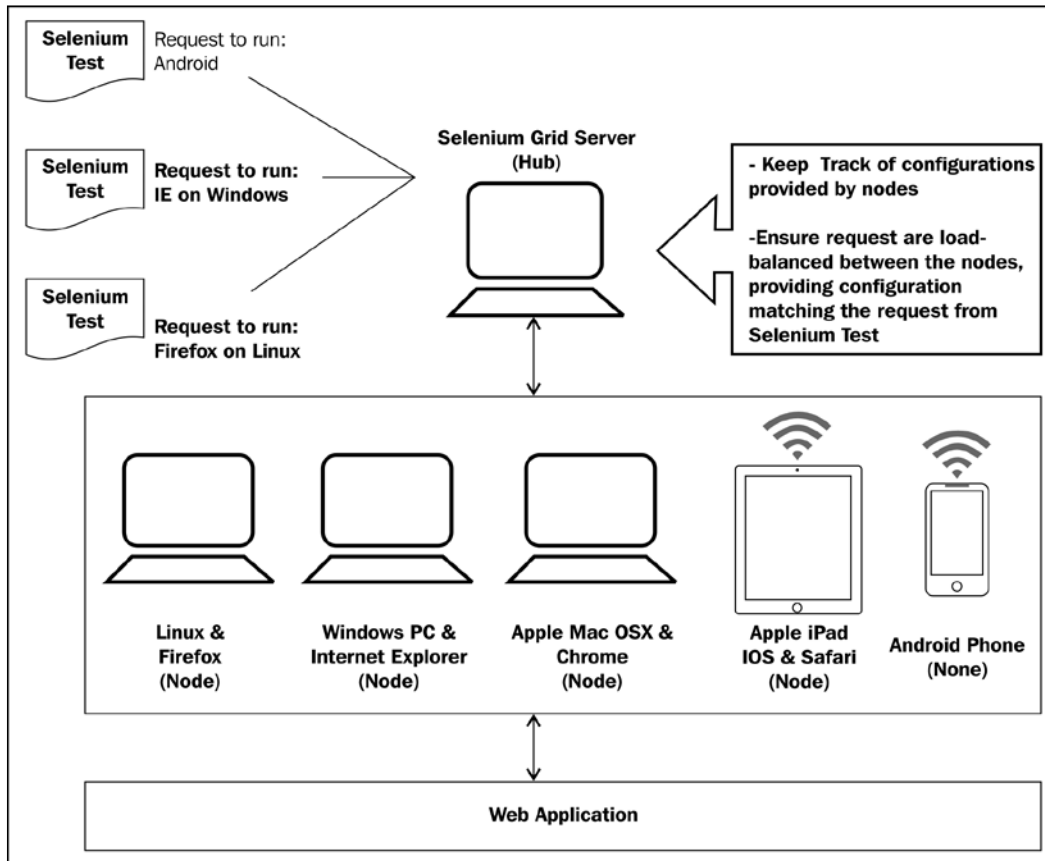 Selenium
Test
Request to run:
Android
Selenium
Test
Request to run:
IE on Windows
Selenium
Test
Request to run:
Firefox on Linux
Selenium Grid Server
(Hub)
- Keep Track of configurations
provided by nodes
-Ensure request are load-
balanced between the nodes,
providing configuration
matching the request from
Selenium Test
Linux &
Firefox
(Node)
Windows PC &
Internet Explorer
(Node)
Apple Mac OSX &
Chrome
(Node)
Apple iPad
IOS & Safari
(Node)
Android Phone
(None)
Web Application